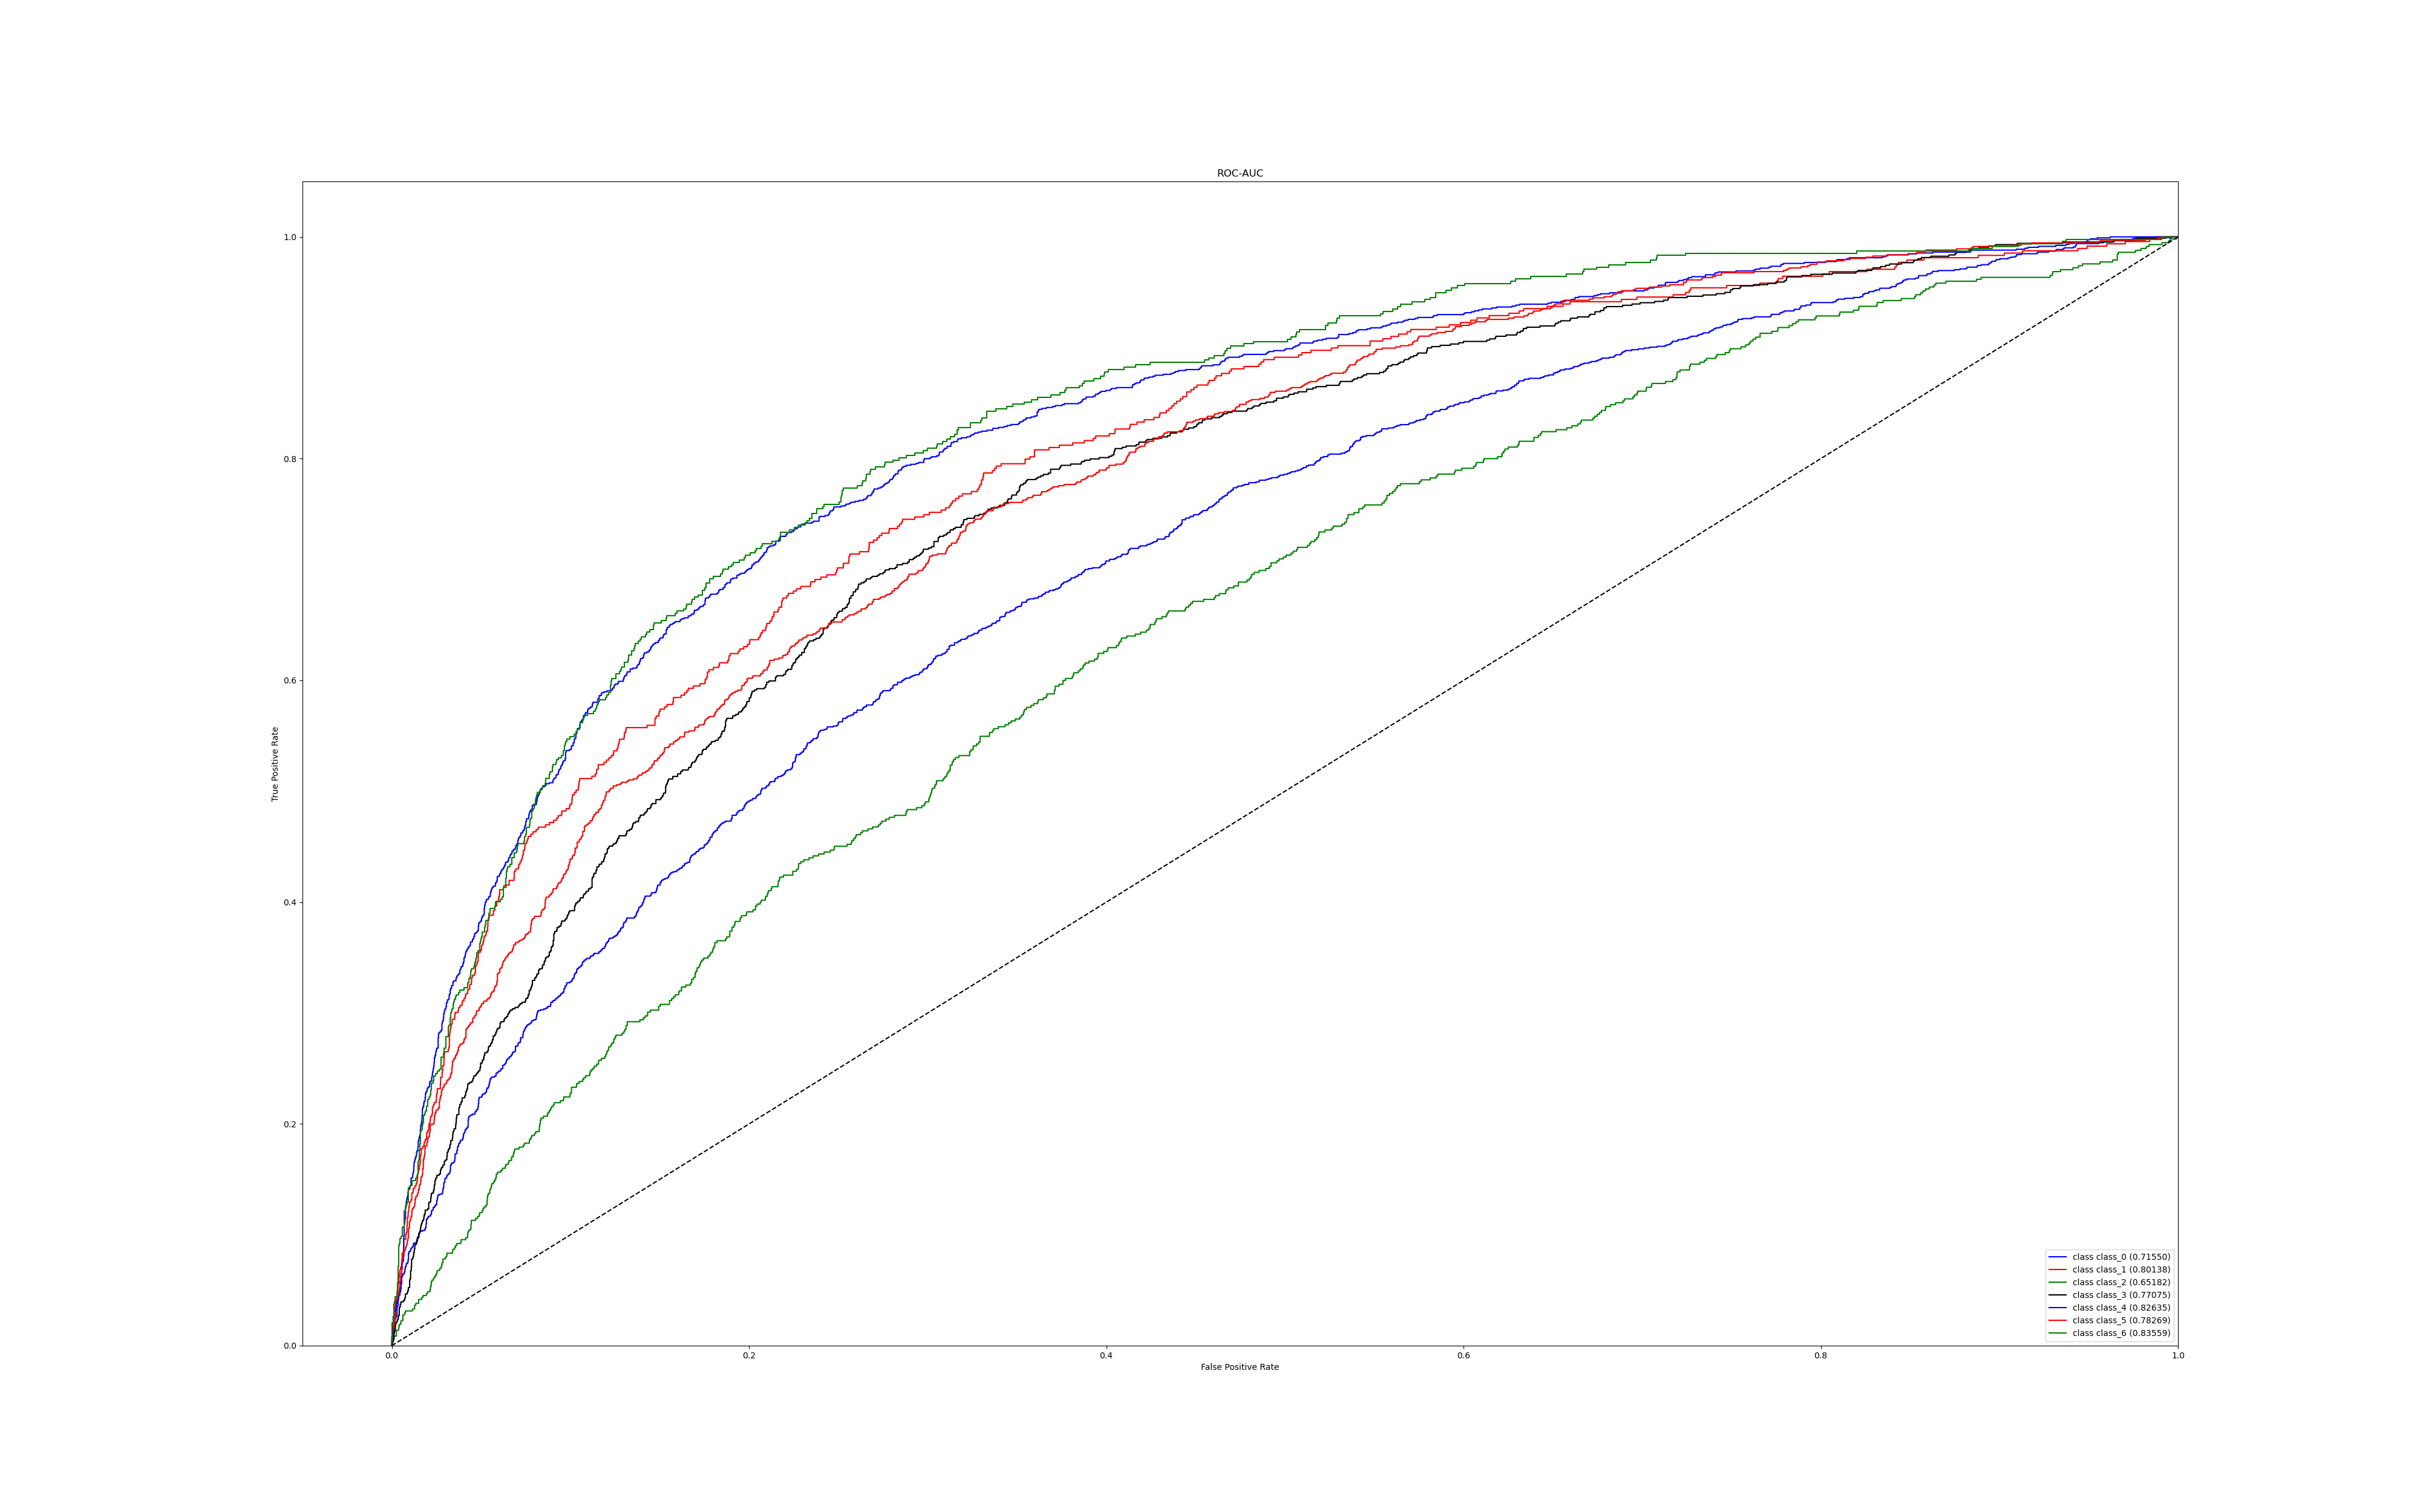 ROC-AUC
1.0
0.8
0.6
0.4
0.2
0.0
True Positive Rate
0.0 0.2 0.4 0.6 0.8 1.0
False Positive Rate
class class_0 (0.71550)
class class_1 (0.80138)
class class_2 (0.65182)
class class_3 (0.77075)
class class_4 (0.82635)
class class_5 (0.78269)
class class_6 (0.83559)